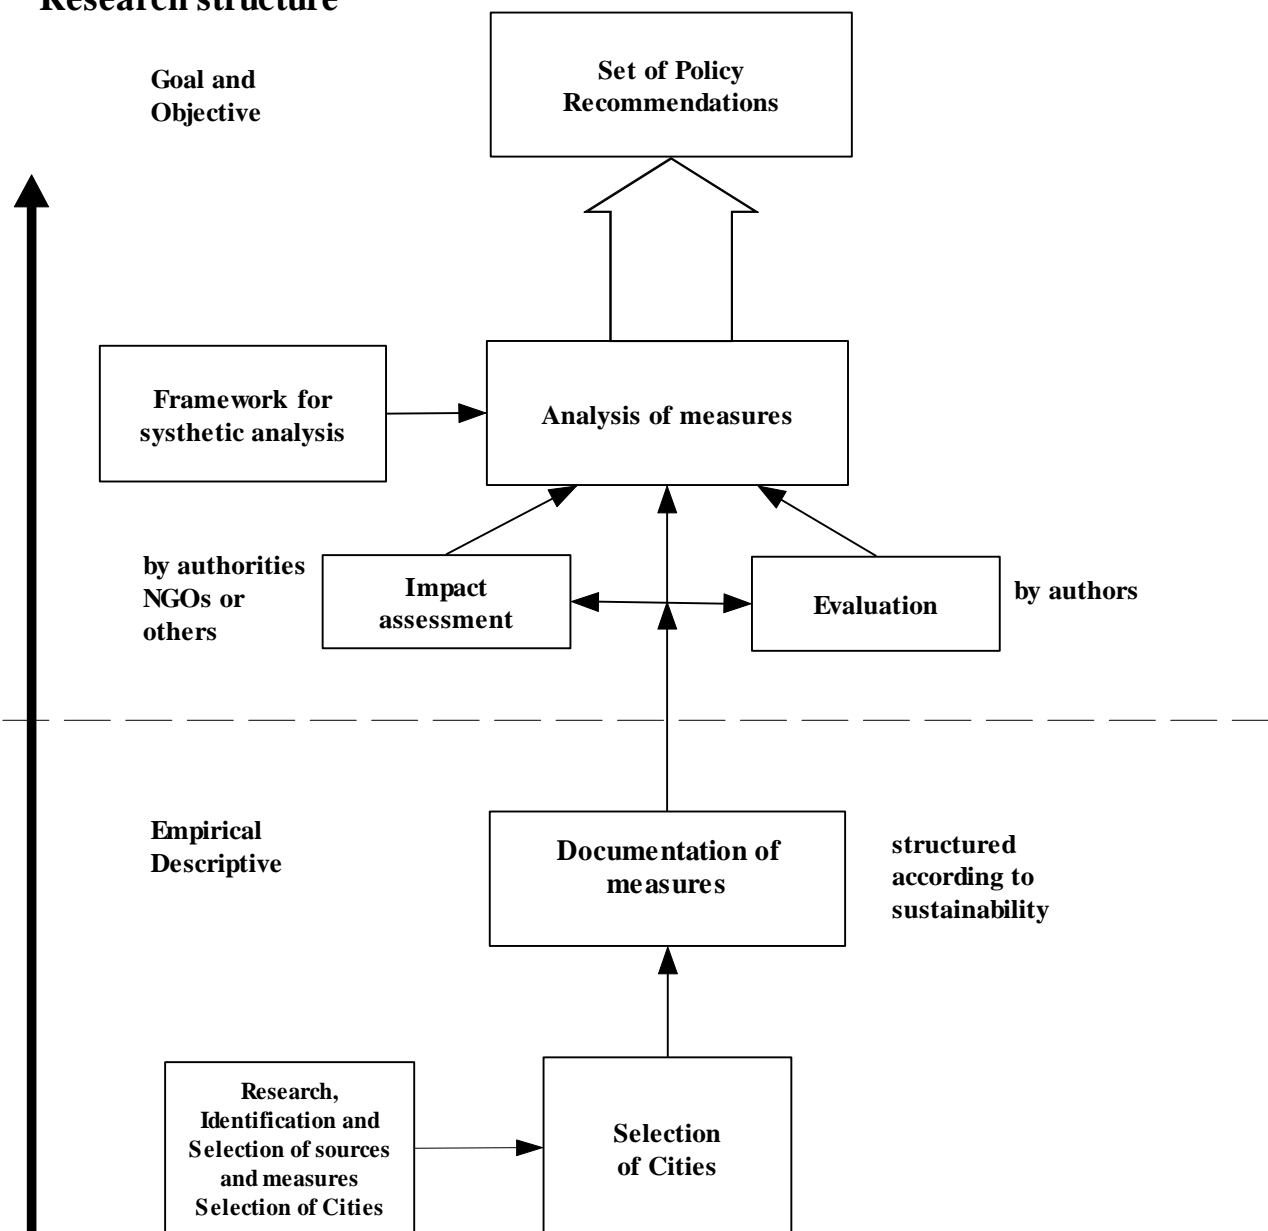 Research structure
Goal and
Objective
Set of Policy
Recommendations
Framework for
systhetic analysis
Analysis of measures
by authorities
NGOs or
others
Impact
assessment
Evaluation
by authors
Empirical
Descriptive
Documentation of
measures
structured
according to
sustainability
Research,
Identification and
Selection of sources
and measures
Selection of Cities
Selection
of Cities